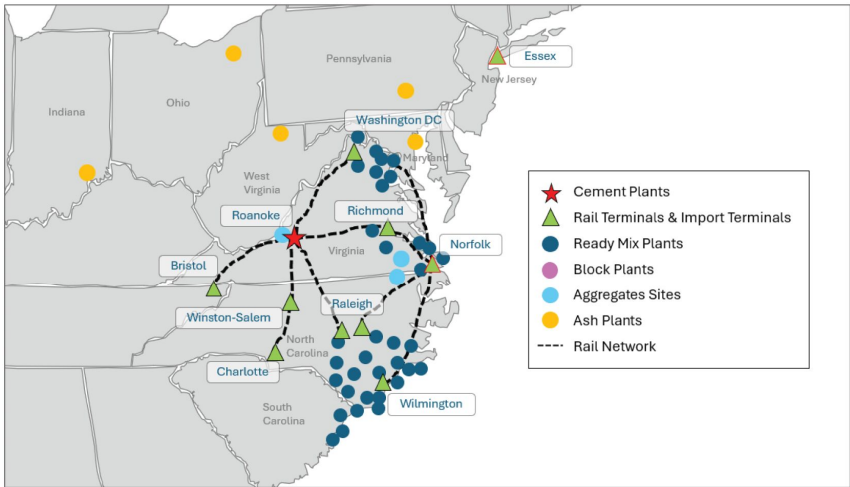 Essex
New Jersey
Pennsylvania
Ohio
Indiana
Washington DC
Maryland
West
Virginia
Roanoke
Richmond
Norfolk
Virginia
Bristol
Winston-Salem
Raleigh
North
Carolina
Charlotte
Wilmington
South
Carolina
Cement Plants
Rail Terminals & Import Terminals
Ready Mix Plants
Block Plants
Aggregates Sites
Ash Plants
Rail Network